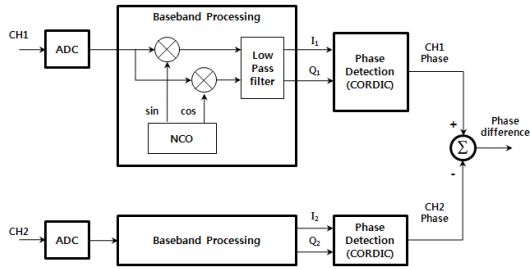 Baseband Processing
CH1
ADC
Low
Pass
filter
I₁
Q₁
Phase
Detection
(CORDIC)
CH1
Phase
sin
cos
NCO
+
Σ
-
Phase
difference
CH2
ADC
Baseband Processing
I₂
Q₂
Phase
Detection
(CORDIC)
CH2
Phase